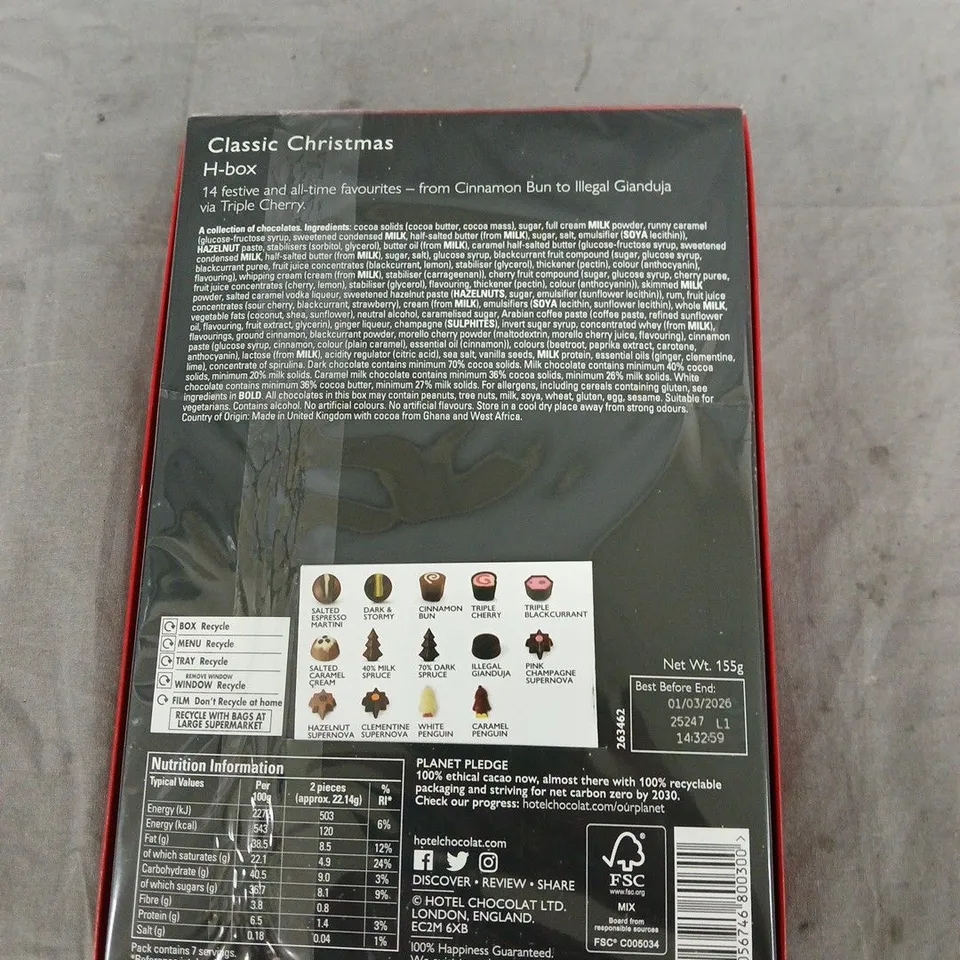 Classic Christmas
H-box
14 festive and all-time favourites – from Cinnamon Bun to Illegal Gianduja
via Triple Cherry.
A collection of chocolates. Ingredients: cocoa solids (cocoa butter, cocoa mass), sugar, full cream MILK powder, runny caramel
(glucose-fructose syrup, sweetened condensed MILK, half-salted butter (from MILK), sugar, salt, emulsifier (SOYA lecithin)),
HAZELNUT paste, stabilisers (sorbitol, glycerol), butter oil (from MILK), caramel half-salted butter (glucose-fructose syrup, sweetened
condensed MILK, half-salted butter (from MILK), sugar, salt), glucose syrup, blackcurrant fruit compound (sugar, glucose syrup,
blackcurrant puree, fruit juice concentrates (blackcurrant, lemon), stabiliser (glycerol), thickener (pectin), colour (anthocyanin),
flavouring), whipping cream (cream (from MILK), stabiliser (carrageenan)), cherry fruit compound (sugar, glucose syrup, cherry puree,
fruit juice concentrates (cherry, lemon), stabiliser (glycerol), flavouring, thickener (pectin), colour (anthocyanin)), skimmed MILK
powder, salted caramel vodka liqueur, sweetened hazelnut paste (HAZELNUTS, sugar, emulsifier (sunflower lecithin)), rum, fruit juice
concentrates (sour cherry, blackcurrant, strawberry), cream (from MILK), emulsifiers (SOYA lecithin, sunflower lecithin), whole MILK,
vegetable fats (coconut, shea, sunflower), neutral alcohol, caramelised sugar, Arabian coffee paste (coffee paste, refined sunflower
oil, flavouring, fruit extract, glycerin), ginger liqueur, champagne (SULPHITES), invert sugar syrup, concentrated whey (from MILK),
flavourings, ground cinnamon, blackcurrant powder, morello cherry powder (maltodextrin, morello cherry juice, flavouring), cinnamon
paste (glucose syrup, cinnamon, colour (plain caramel), essential oil (cinnamon)), colours (beetroot, paprika extract, carotene,
anthocyanin), lactose (from MILK), acidity regulator (citric acid), sea salt, vanilla seeds, MILK protein, essential oils (ginger, clementine,
lime), concentrate of spirulina. Dark chocolate contains minimum 70% cocoa solids. Milk chocolate contains minimum 40% cocoa
solids, minimum 20% milk solids. Caramel milk chocolate contains minimum 36% cocoa solids, minimum 26% milk solids. White
chocolate contains minimum 36% cocoa butter, minimum 27% milk solids. For allergens, including cereals containing gluten, see
ingredients in BOLD. All chocolates in this box may contain peanuts, tree nuts, milk, soya, wheat, gluten, egg, sesame. Suitable for
vegetarians. Contains alcohol. No artificial colours. No artificial flavours. Store in a cool dry place away from strong odours.
Country of Origin: Made in United Kingdom with cocoa from Ghana and West Africa.
SALTED ESPRESSO MARTINI
DARK & STORMY
CINNAMON BUN
TRIPLE CHERRY
TRIPLE BLACKCURRANT
SALTED CARAMEL CREAM
40% MILK SPRUCE
70% DARK SPRUCE
ILLEGAL GIANDUJA
PINK CHAMPAGNE SUPERNOVA
HAZELNUT SUPERNOVA
CLEMENTINE SUPERNOVA
WHITE PENGUIN
CARAMEL PENGUIN
BOX Recycle
MENU Recycle
TRAY Recycle
REMOVE WINDOW
WINDOW Recycle
FILM Don't Recycle at home
RECYCLE WITH BAGS AT
LARGE SUPERMARKET
Net Wt. 155g
Best Before End:
01/03/2026
25247 L1
14:32:59
263462
Nutrition Information
Typical Values Per 100g 2 pieces (approx. 22.14g) % RI*
Energy (kJ) 503
Energy (kcal) 543 120 6%
Fat (g) 38.5 8.5 12%
of which saturates (g) 22.1 4.9 24%
Carbohydrate (g) 40.5 9.0 3%
of which sugars (g) 36.7 8.1 9%
Fibre (g) 3.8 0.8
Protein (g) 6.5 1.4 3%
Salt (g) 0.18 0.04 1%
Pack contains 7 servings.
PLANET PLEDGE
100% ethical cacao now, almost there with 100% recyclable
packaging and striving for net carbon zero by 2030.
Check our progress: hotelchocolat.com/ourplanet
hotelchocolat.com
DISCOVER • REVIEW • SHARE
© HOTEL CHOCOLAT LTD,
LONDON, ENGLAND.
EC2M 6XB
100% Happiness Guaranteed.
FSC
www.fsc.org
MIX
Board from
responsible sources
FSC® C005034
056746 800300 >